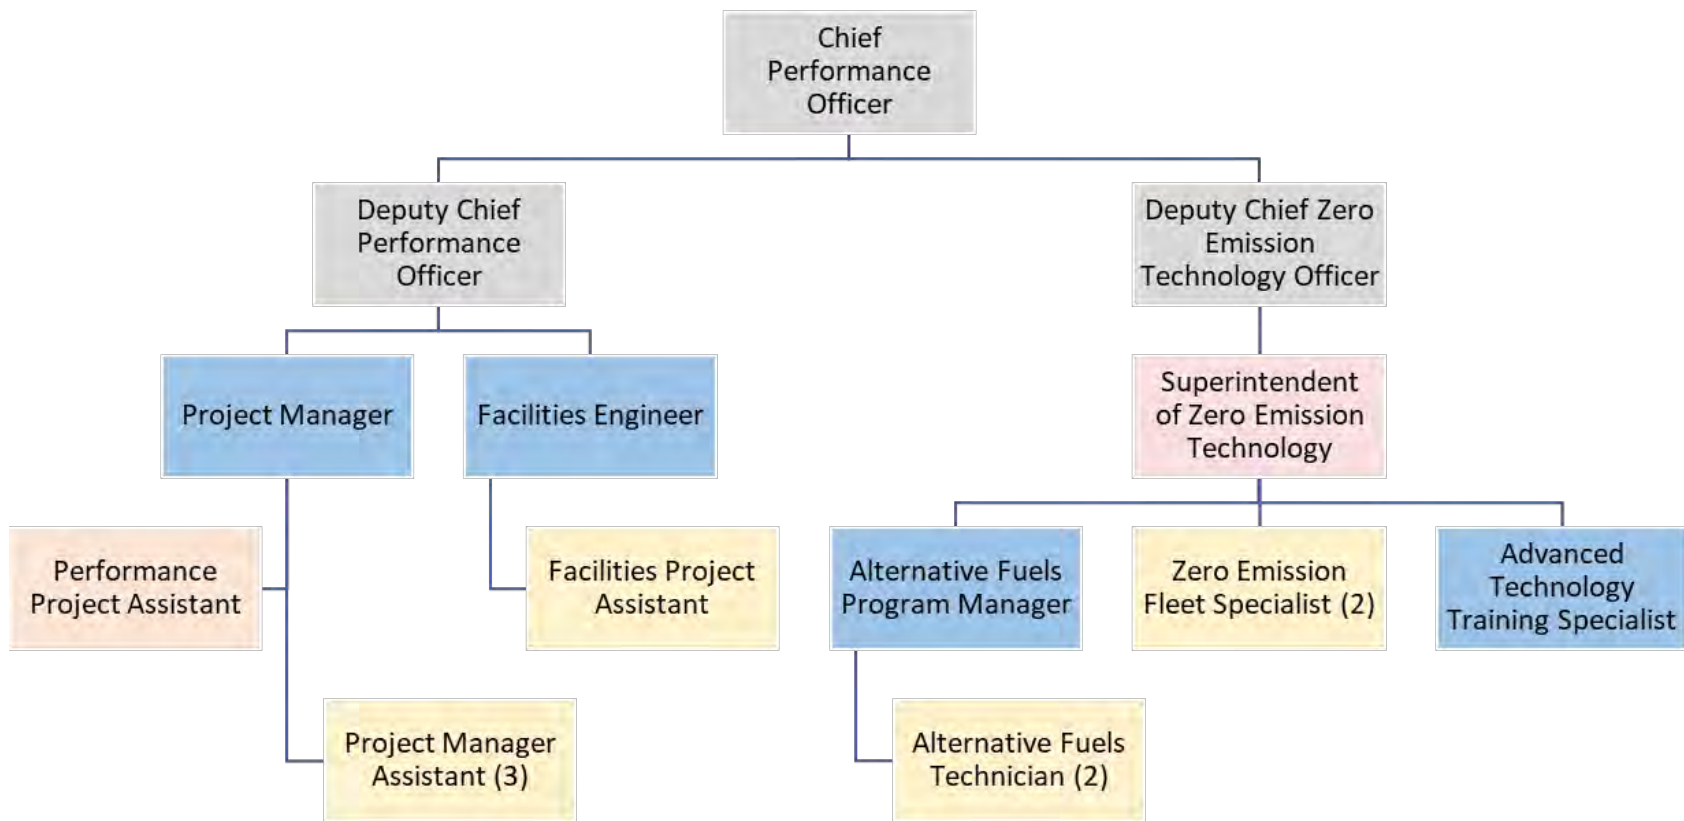 Chief
Performance
Officer
Deputy Chief
Performance
Officer
Deputy Chief Zero
Emission
Technology Officer
Project Manager
Facilities Engineer
Superintendent
of Zero Emission
Technology
Performance
Project Assistant
Facilities Project
Assistant
Alternative Fuels
Program Manager
Zero Emission
Fleet Specialist (2)
Advanced
Technology
Training Specialist
Project Manager
Assistant (3)
Alternative Fuels
Technician (2)